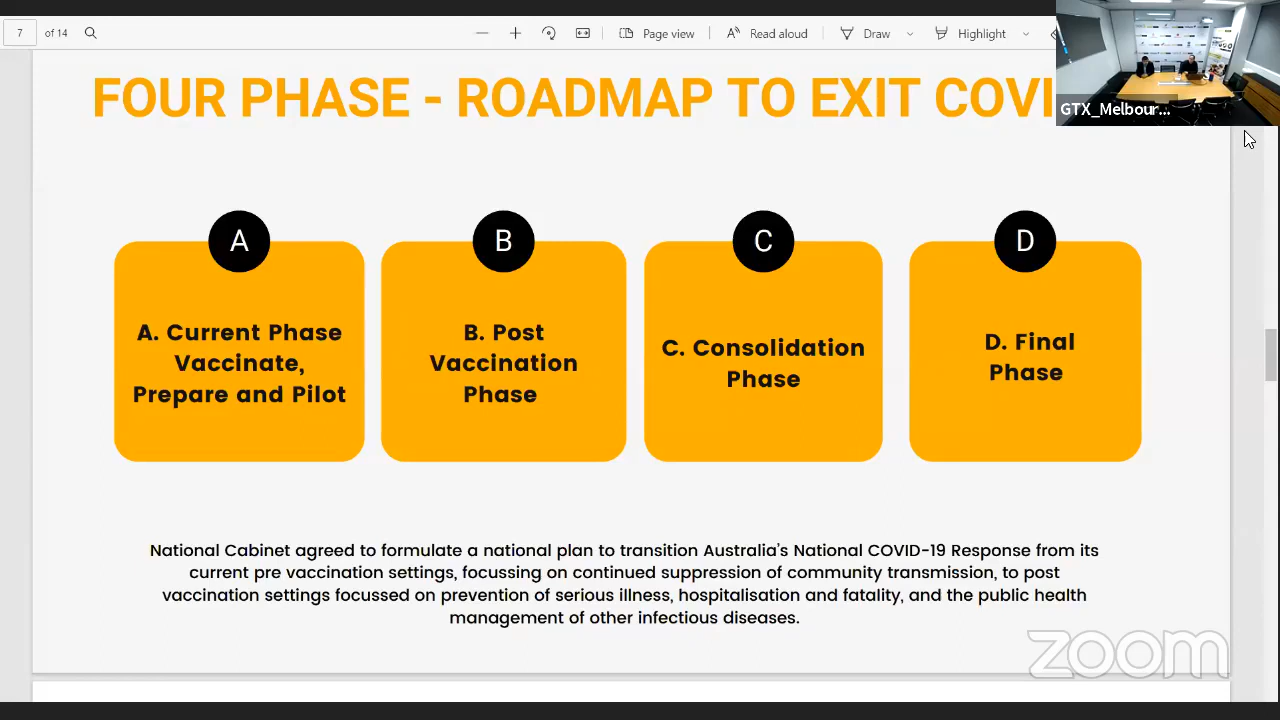 7 of 14
Page view
Read aloud
Draw
Highlight
FOUR PHASE - ROADMAP TO EXIT COVI
GTX_Melbour...
A
B
C
D
A. Current Phase
Vaccinate,
Prepare and Pilot
B. Post
Vaccination
Phase
C. Consolidation
Phase
D. Final
Phase
National Cabinet agreed to formulate a national plan to transition Australia's National COVID-19 Response from its
current pre vaccination settings, focussing on continued suppression of community transmission, to post
vaccination settings focussed on prevention of serious illness, hospitalisation and fatality, and the public health
management of other infectious diseases.
zoom